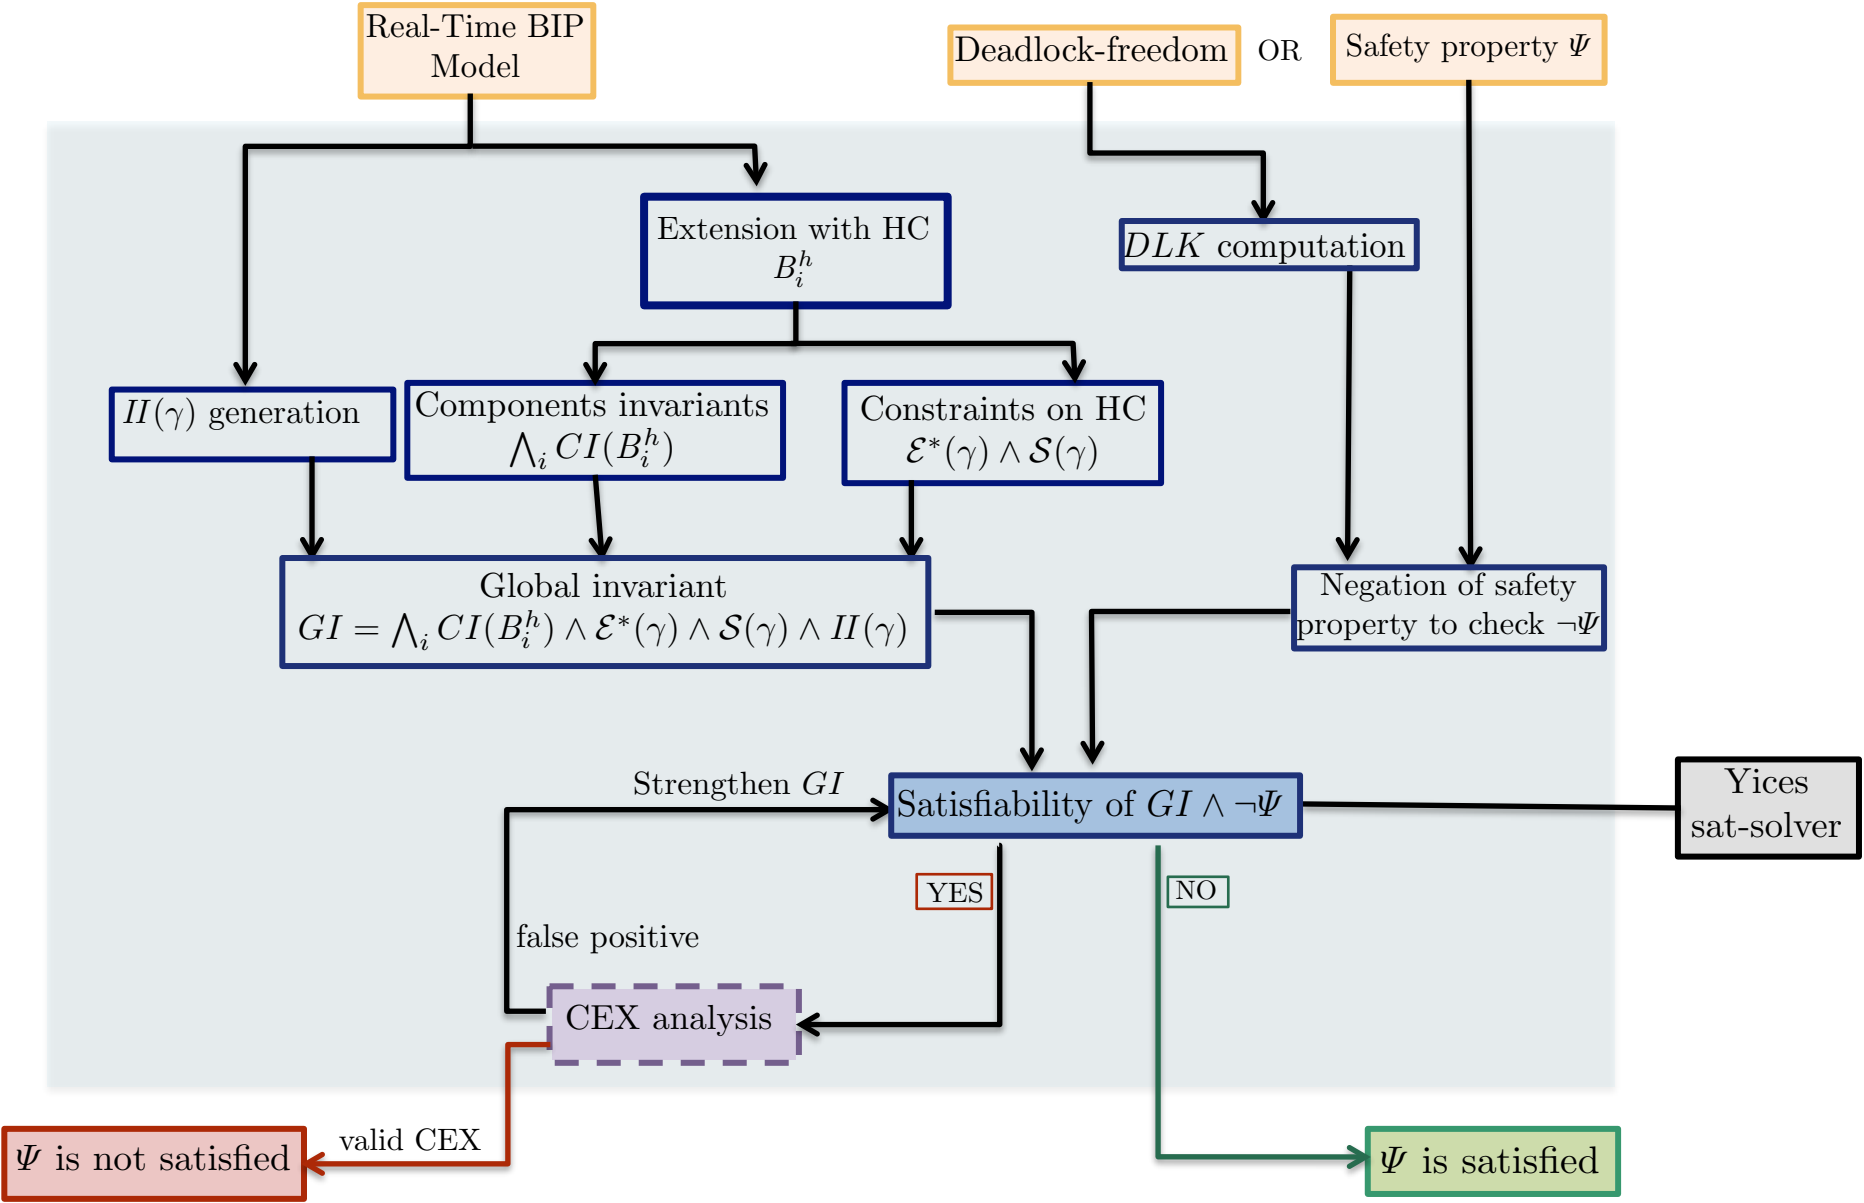 Real-Time BIP
Model
Deadlock-freedom
OR
Safety property Ψ
Extension with HC
B_i^h
DLK computation
II(γ) generation
Components invariants
⋀_i CI(B_i^h)
Constraints on HC
ℰ*(γ) ∧ 𝒮(γ)
Global invariant
GI = ⋀_i CI(B_i^h) ∧ ℰ*(γ) ∧ 𝒮(γ) ∧ II(γ)
Negation of safety
property to check ¬Ψ
Strengthen GI
Satisfiability of GI ∧ ¬Ψ
Yices
sat-solver
YES
NO
false positive
CEX analysis
valid CEX
Ψ is not satisfied
Ψ is satisfied